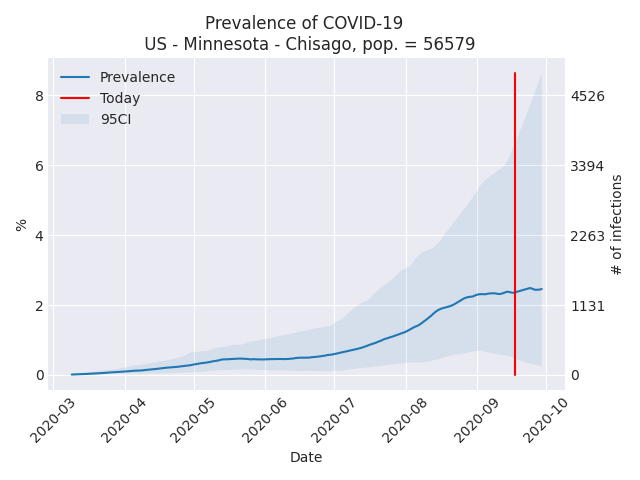 Prevalence of COVID-19
US - Minnesota - Chisago, pop. = 56579
Prevalence
Today
95CI
8
6
4
2
0
%
4526
3394
2263
1131
0
# of infections
2020-03
2020-04
2020-05
2020-06
2020-07
2020-08
2020-09
2020-10
Date